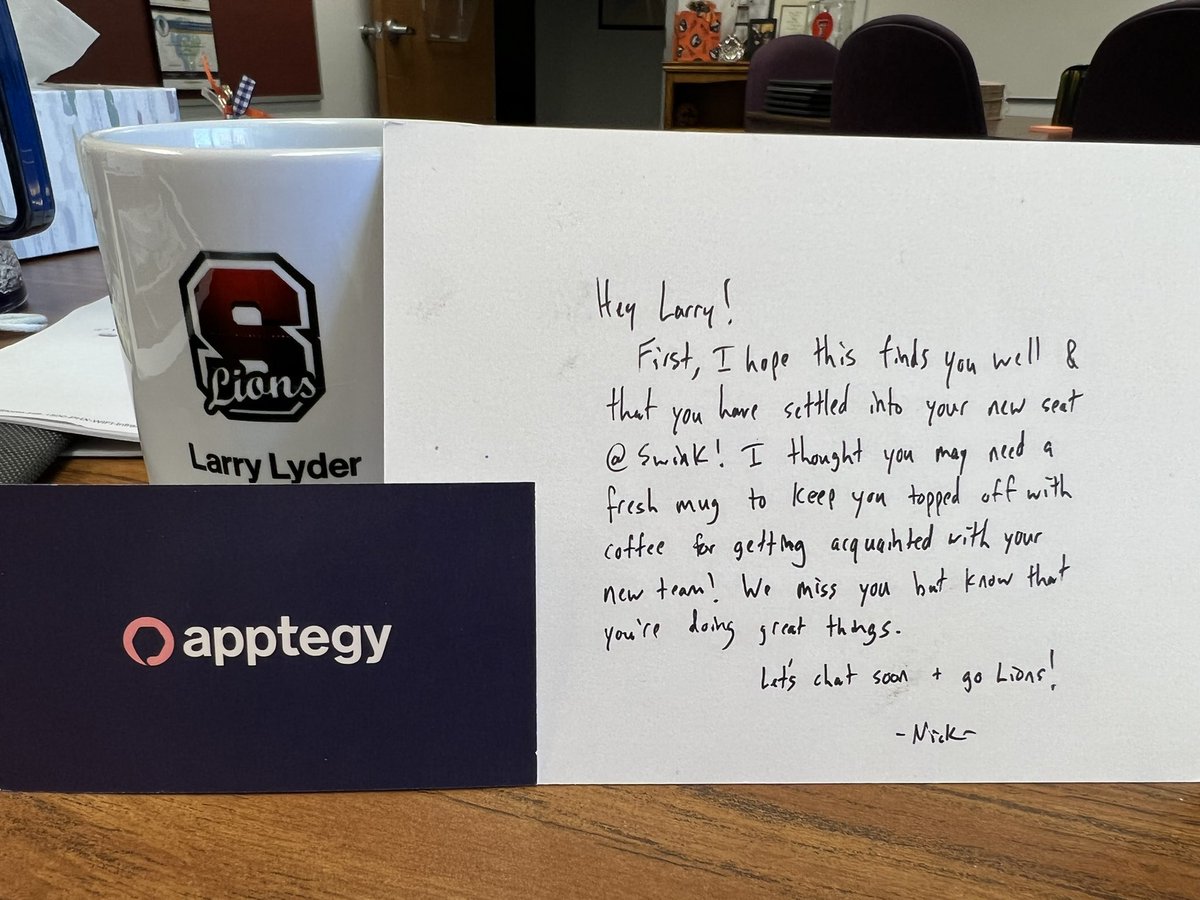 S
Lions
Larry Lyder
apptegy
Hey Larry!
First, I hope this finds you well &
that you have settled into your new seat
@ Swink! I thought you may need a
fresh mug to keep you topped off with
coffee for getting acquainted with your
new team! We miss you but know that
you're doing great things.
Let's chat soon + go Lions!
-Nick-